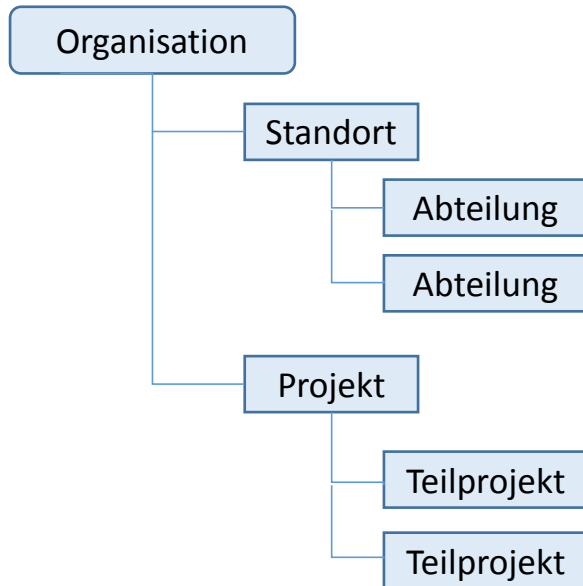 Organisation
Standort
Abteilung
Abteilung
Projekt
Teilprojekt
Teilprojekt